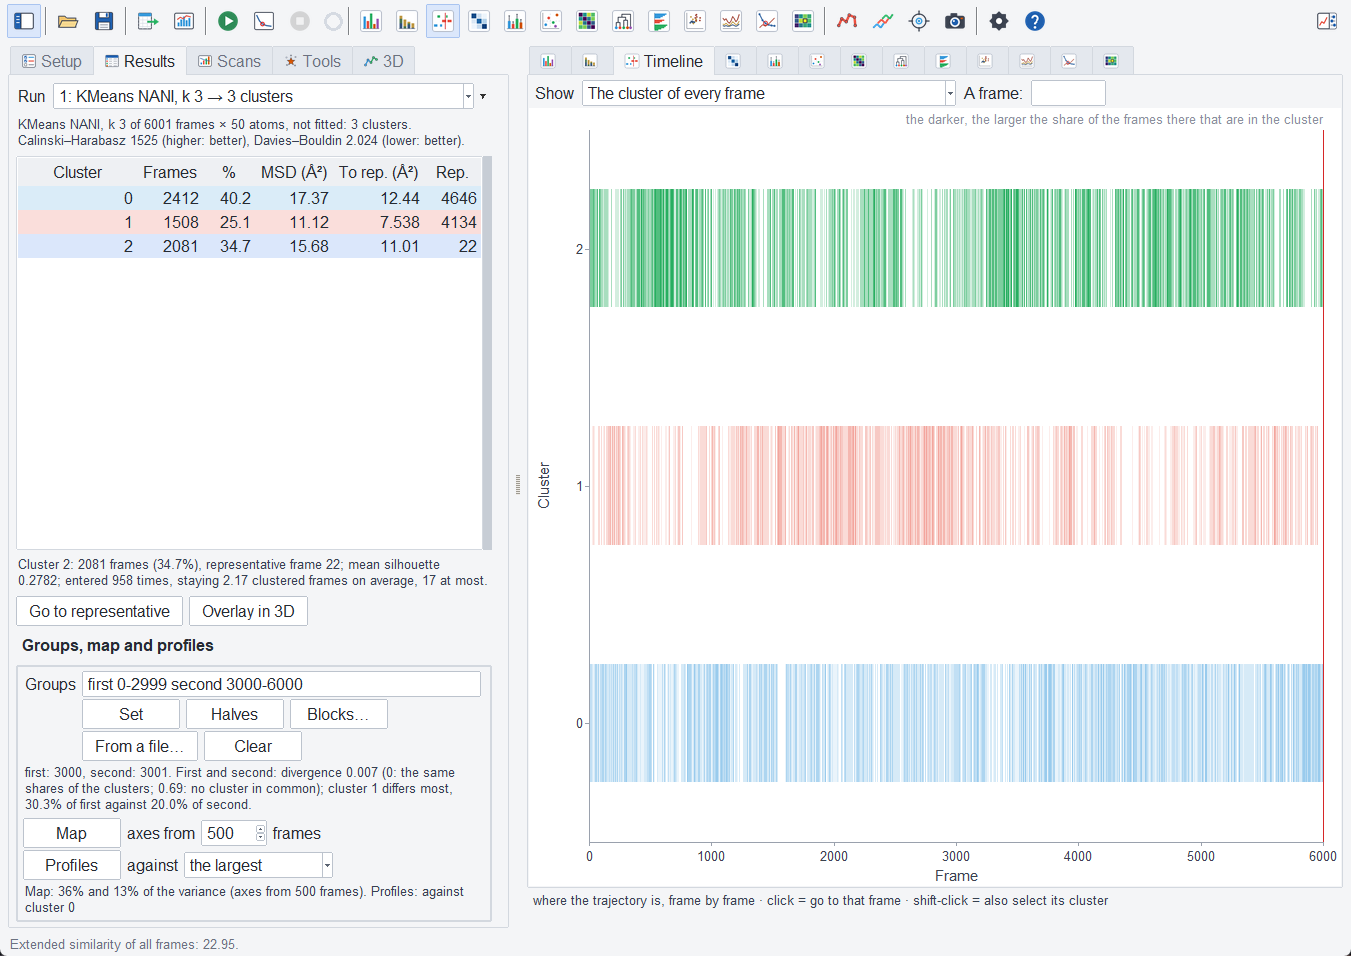 Setup
Results
Scans
Tools
3D
Timeline
Run 1: KMeans NANI, k 3 → 3 clusters
KMeans NANI, k 3 of 6001 frames × 50 atoms, not fitted: 3 clusters.
Calinski–Harabasz 1525 (higher: better), Davies–Bouldin 2.024 (lower: better).
Cluster Frames % MSD (Å²) To rep. (Å²) Rep.
0 2412 40.2 17.37 12.44 4646
1 1508 25.1 11.12 7.538 4134
2 2081 34.7 15.68 11.01 22
Cluster 2: 2081 frames (34.7%), representative frame 22; mean silhouette
0.2782; entered 958 times, staying 2.17 clustered frames on average, 17 at most.
Go to representative
Overlay in 3D
Groups, map and profiles
Groups first 0-2999 second 3000-6000
Set
Halves
Blocks...
From a file...
Clear
first: 3000, second: 3001. First and second: divergence 0.007 (0: the same
shares of the clusters; 0.69: no cluster in common); cluster 1 differs most,
30.3% of first against 20.0% of second.
Map axes from 500 frames
Profiles against the largest
Map: 36% and 13% of the variance (axes from 500 frames). Profiles: against
cluster 0
Extended similarity of all frames: 22.95.
Show The cluster of every frame A frame:
the darker, the larger the share of the frames there that are in the cluster
2
1
0
Cluster
0 1000 2000 3000 4000 5000 6000
Frame
where the trajectory is, frame by frame · click = go to that frame · shift-click = also select its cluster